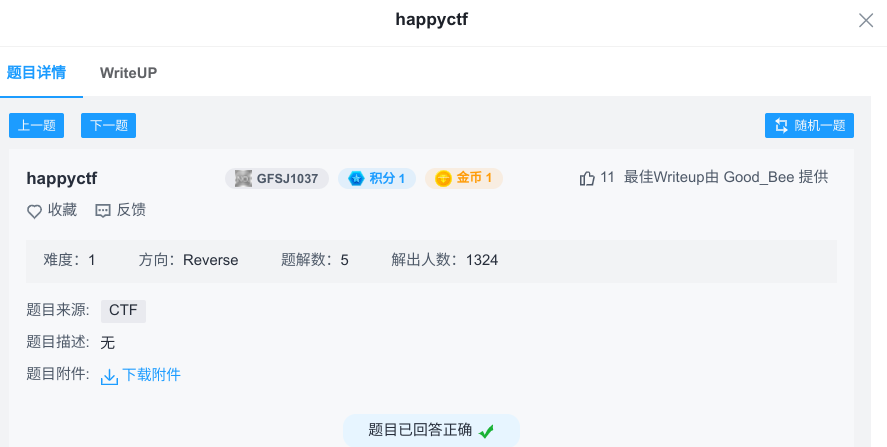 happyctf
题目详情 WriteUP
上一题 下一题 随机一题
happyctf GFSJ1037 积分 1 金币 1 11 最佳Writeup由 Good_Bee 提供
收藏 反馈
难度：1 方向：Reverse 题解数：5 解出人数：1324
题目来源: CTF
题目描述: 无
题目附件: 下载附件
题目已回答正确